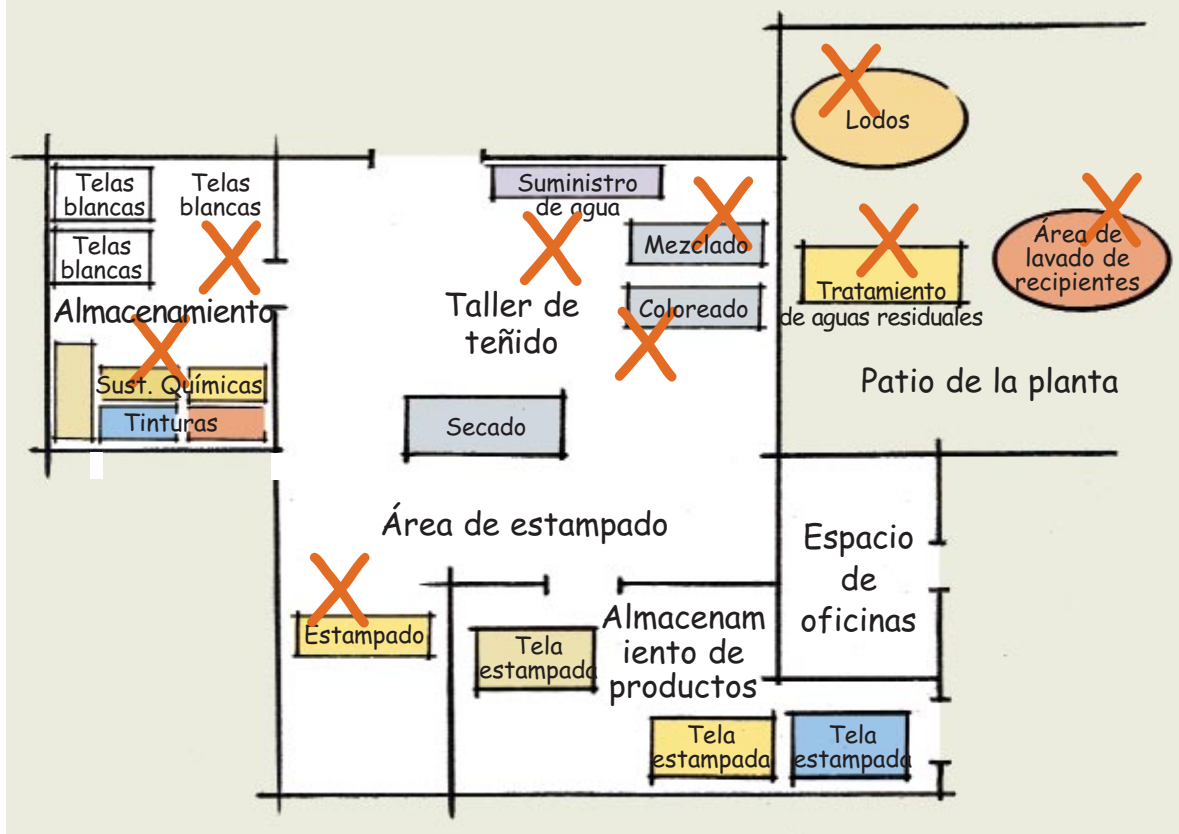 Lodos
Telas
blancas
Telas
blancas
Telas
blancas
Almacenamiento
Sust. Químicas
Tinturas
Suministro
de agua
Mezclado
Coloreado
Taller de
teñido
Secado
Área de
lavado de
recipientes
Tratamiento
de aguas residuales
Patio de la planta
Área de estampado
Estampado
Espacio
de
oficinas
Almacenam
iento de
productos
Tela
estampada
Tela
estampada
Tela
estampada